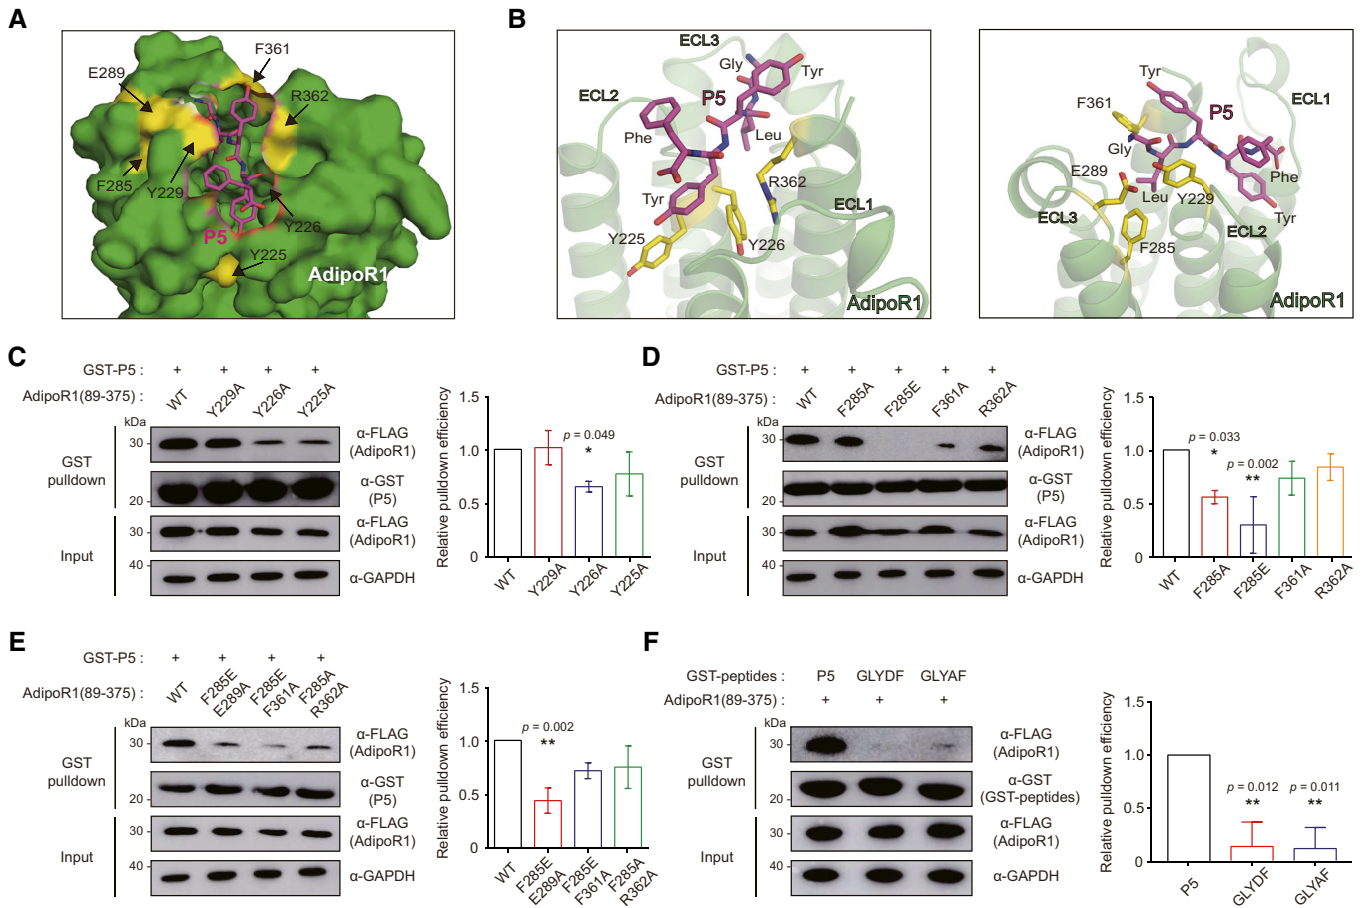 A
F361
E289
R362
F285
Y229
Y226
P5
Y225
AdipoR1
B
ECL3
Gly
Tyr
ECL2
P5
Phe
Leu
R362
Tyr
ECL1
Y225
Y226
AdipoR1
Tyr
ECL1
F361
P5
Gly
E289
Phe
Leu
Y229
ECL3
Tyr
ECL2
F285
AdipoR1
C
GST-P5 : + + + +
AdipoR1(89-375) : WT Y229A Y226A Y225A
kDa
GST pulldown
30
α-FLAG (AdipoR1)
20
α-GST (P5)
Input
30
α-FLAG (AdipoR1)
40
α-GAPDH
Relative pulldown efficiency
1.5
1.0
0.5
0
p = 0.049
*
WT Y229A Y226A Y225A
D
GST-P5 : + + + + +
AdipoR1(89-375) : WT F285A F285E F361A R362A
kDa
GST pulldown
30
α-FLAG (AdipoR1)
20
α-GST (P5)
Input
30
α-FLAG (AdipoR1)
40
α-GAPDH
Relative pulldown efficiency
1.5
1.0
0.5
0
p = 0.033
*
p = 0.002
**
WT F285A F285E F361A R362A
E
GST-P5 : + + + +
AdipoR1(89-375) : WT F285E E289A F285E F361A F285A R362A
kDa
GST pulldown
30
α-FLAG (AdipoR1)
20
α-GST (P5)
Input
30
α-FLAG (AdipoR1)
40
α-GAPDH
Relative pulldown efficiency
1.5
1.0
0.5
0
p = 0.002
**
WT F285E E289A F285E F361A F285A R362A
F
GST-peptides : P5 GLYDF GLYAF
AdipoR1(89-375) : + + +
kDa
GST pulldown
30
α-FLAG (AdipoR1)
20
α-GST (GST-peptides)
Input
30
α-FLAG (AdipoR1)
40
α-GAPDH
Relative pulldown efficiency
1.5
1.0
0.5
0
p = 0.012
**
p = 0.011
**
P5 GLYDF GLYAF